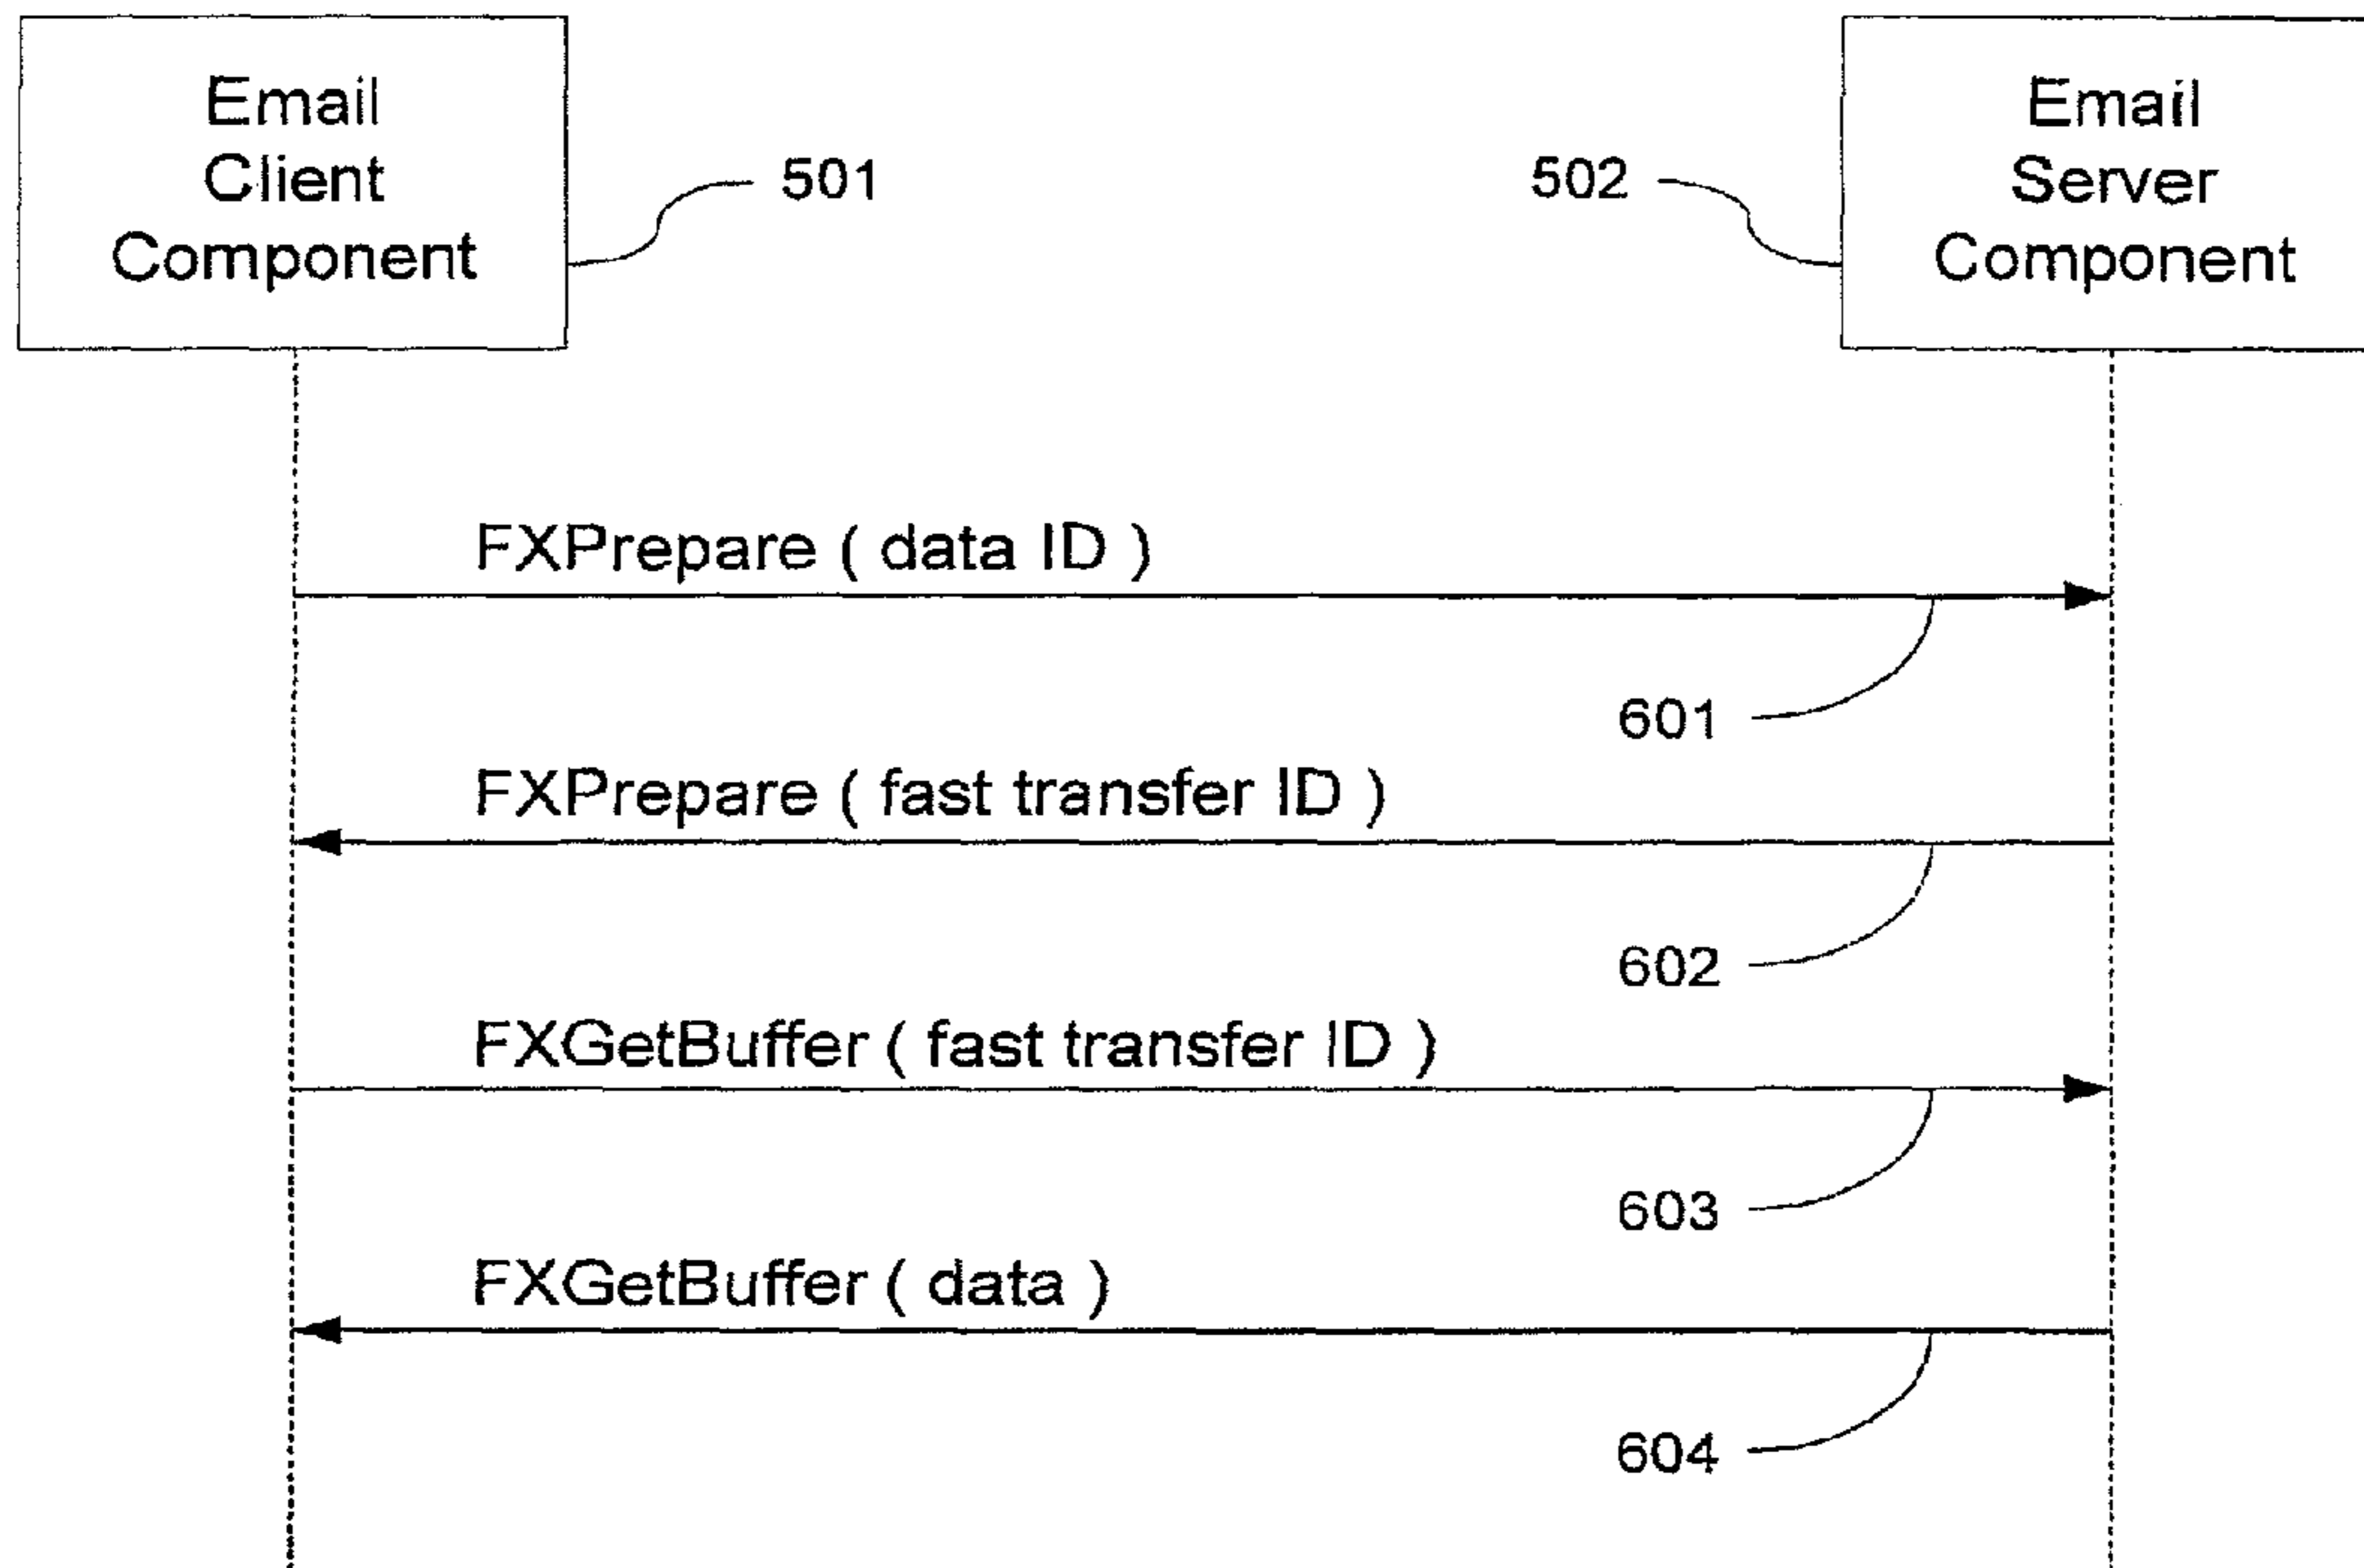 Email
Client
Component
501
502
Email
Server
Component
FXPrepare ( data ID )
601
FXPrepare ( fast transfer ID )
602
FXGetBuffer ( fast transfer ID )
603
FXGetBuffer ( data )
604